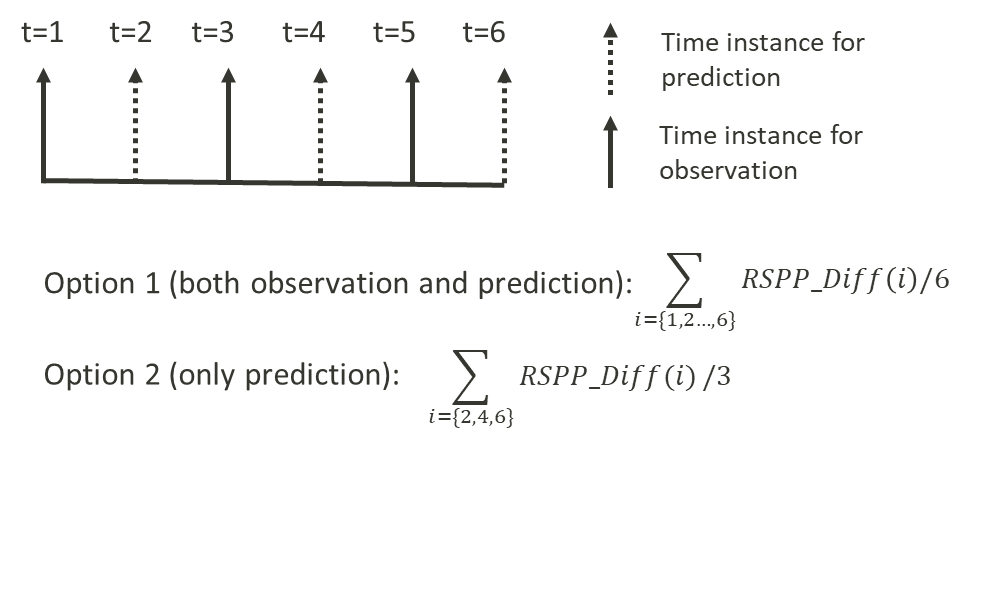 t=1 t=2 t=3 t=4 t=5 t=6
Time instance for
prediction
Time instance for
observation
Option 1 (both observation and prediction): ∑ RSPP_Diff(i)/6
i={1,2...,6}
Option 2 (only prediction): ∑ RSPP_Diff(i) /3
i={2,4,6}